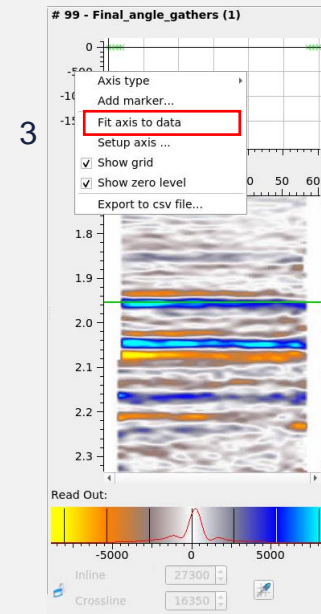 # 99 - Final_angle_gathers (1)
0
-500
Axis type
Add marker...
3
Fit axis to data
Setup axis ...
Show grid
Show zero level
50 60
Export to csv file...
1.8
1.9
2.0
2.1
2.2
2.3
Read Out:
-5000 0 5000
Inline 27300
Crossline 16350